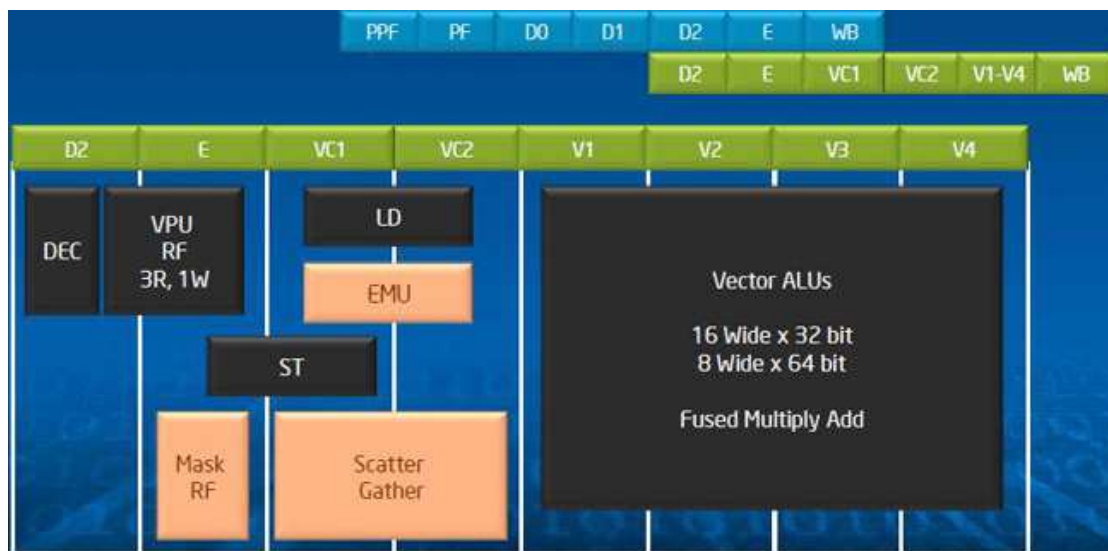 PPF PF D0 D1 D2 E WB
D2 E VC1 VC2 V1-V4 WB
D2 E VC1 VC2 V1 V2 V3 V4
DEC
VPU
RF
3R, 1W
LD
EMU
ST
Mask
RF
Scatter
Gather
Vector ALUs
16 Wide x 32 bit
8 Wide x 64 bit
Fused Multiply Add